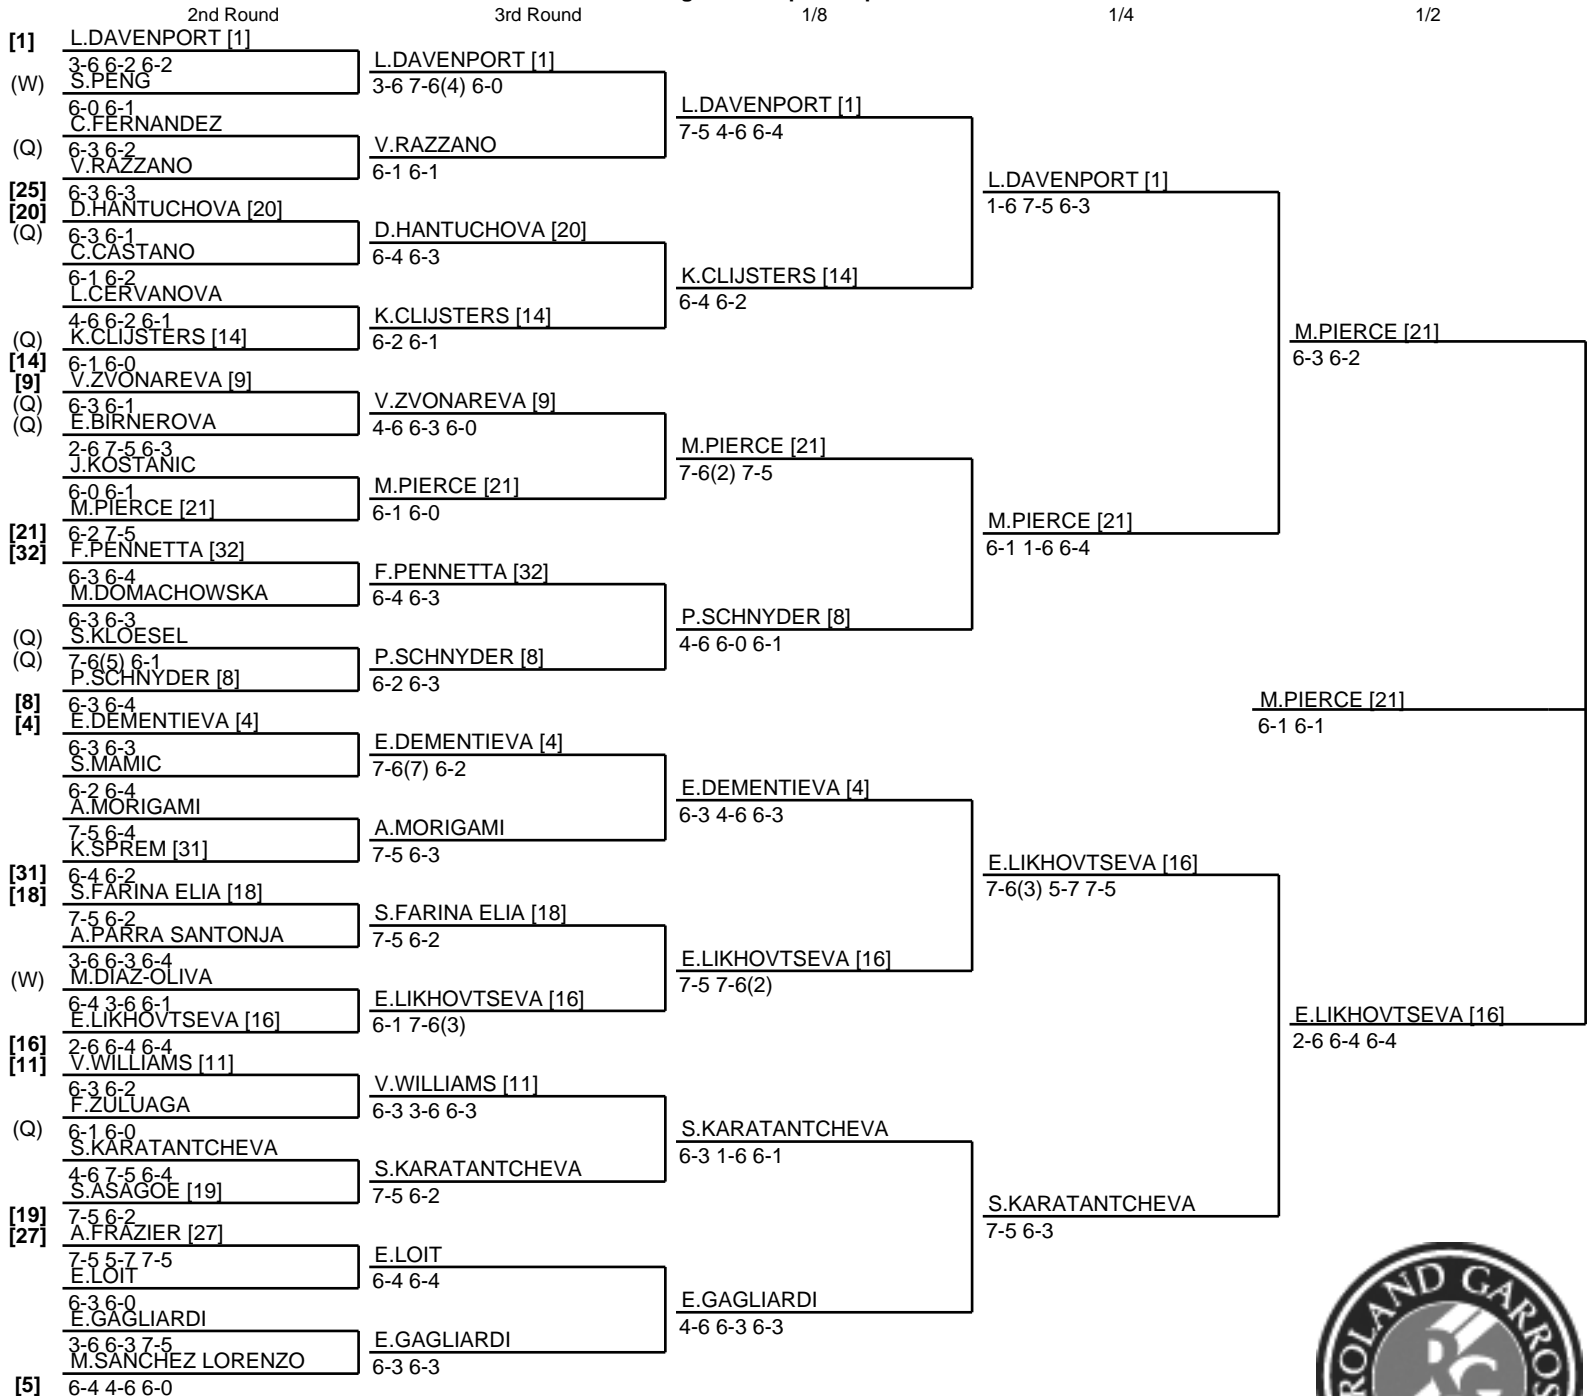 2nd Round
3rd Round
1/8
1/4
1/2
[1]
L.DAVENPORT [1]
3-6 6-2 6-2
(W)
S.PENG
6-0 6-1
C.FERNANDEZ
(Q)
6-3 6-2
V.RAZZANO
[25]
6-3 6-3
[20]
D.HANTUCHOVA [20]
(Q)
6-3 6-1
C.CASTANO
6-1 6-2
L.CERVANOVA
4-6 6-2 6-1
(Q)
K.CLIJSTERS [14]
[14]
6-1 6-0
[9]
V.ZVONAREVA [9]
(Q)
6-3 6-1
(Q)
E.BIRNEROVA
2-6 7-5 6-3
J.KOSTANIC
6-0 6-1
M.PIERCE [21]
[21]
6-2 7-5
[32]
F.PENNETTA [32]
6-3 6-4
M.DOMACHOWSKA
6-3 6-3
(Q)
S.KLOESEL
(Q)
7-6(5) 6-1
P.SCHNYDER [8]
[8]
6-3 6-4
[4]
E.DEMENTIEVA [4]
6-3 6-3
S.MAMIC
6-2 6-4
A.MORIGAMI
7-5 6-4
K.SPREM [31]
[31]
6-4 6-2
[18]
S.FARINA ELIA [18]
7-5 6-2
A.PARRA SANTONJA
3-6 6-3 6-4
(W)
M.DIAZ-OLIVA
6-4 3-6 6-1
E.LIKHOVTSEVA [16]
[16]
2-6 6-4 6-4
[11]
V.WILLIAMS [11]
6-3 6-2
F.ZULUAGA
(Q)
6-1 6-0
S.KARATANTCHEVA
4-6 7-5 6-4
S.ASAGOE [19]
[19]
7-5 6-2
[27]
A.FRAZIER [27]
7-5 5-7 7-5
E.LOIT
6-3 6-0
E.GAGLIARDI
3-6 6-3 7-5
M.SANCHEZ LORENZO
[5]
6-4 4-6 6-0
L.DAVENPORT [1]
3-6 7-6(4) 6-0
V.RAZZANO
6-1 6-1
D.HANTUCHOVA [20]
6-4 6-3
K.CLIJSTERS [14]
6-2 6-1
V.ZVONAREVA [9]
4-6 6-3 6-0
M.PIERCE [21]
6-1 6-0
F.PENNETTA [32]
6-4 6-3
P.SCHNYDER [8]
6-2 6-3
E.DEMENTIEVA [4]
7-6(7) 6-2
A.MORIGAMI
7-5 6-3
S.FARINA ELIA [18]
7-5 6-2
E.LIKHOVTSEVA [16]
6-1 7-6(3)
V.WILLIAMS [11]
6-3 3-6 6-3
S.KARATANTCHEVA
7-5 6-2
E.LOIT
6-4 6-4
E.GAGLIARDI
6-3 6-3
L.DAVENPORT [1]
7-5 4-6 6-4
K.CLIJSTERS [14]
6-4 6-2
M.PIERCE [21]
7-6(2) 7-5
P.SCHNYDER [8]
4-6 6-0 6-1
E.DEMENTIEVA [4]
6-3 4-6 6-3
E.LIKHOVTSEVA [16]
7-5 7-6(2)
S.KARATANTCHEVA
6-3 1-6 6-1
E.GAGLIARDI
4-6 6-3 6-3
L.DAVENPORT [1]
1-6 7-5 6-3
M.PIERCE [21]
6-1 1-6 6-4
E.LIKHOVTSEVA [16]
7-6(3) 5-7 7-5
S.KARATANTCHEVA
7-5 6-3
M.PIERCE [21]
6-3 6-2
E.LIKHOVTSEVA [16]
2-6 6-4 6-4
M.PIERCE [21]
6-1 6-1
ROLAND GARROS
RG